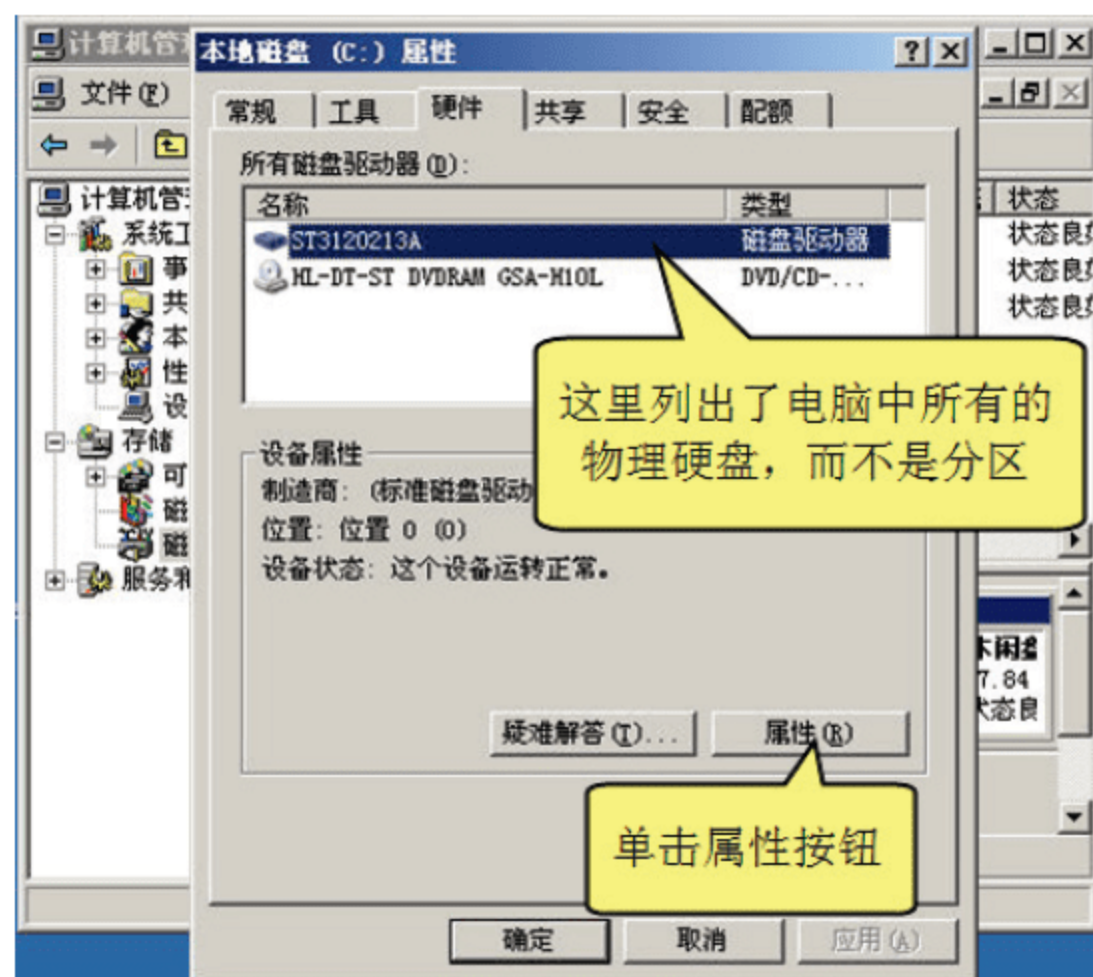 计算机管
本地磁盘 (C:) 属性
文件(F)
常规 工具 硬件 共享 安全 配额
所有磁盘驱动器(D):
计算机管
名称 类型
状态
系统工
ST3120213A 磁盘驱动器
状态良
事
HL-DT-ST DVDRAM GSA-H10L DVD/CD-...
状态良
共
状态良
本
性
设
这里列出了电脑中所有的
物理硬盘，而不是分区
存储
可
磁
磁
服务和
设备属性
制造商: (标准磁盘驱动
位置: 位置 0 (0)
设备状态: 这个设备运转正常。
7.84
状态良
疑难解答(T)... 属性(R)
单击属性按钮
确定 取消 应用(A)